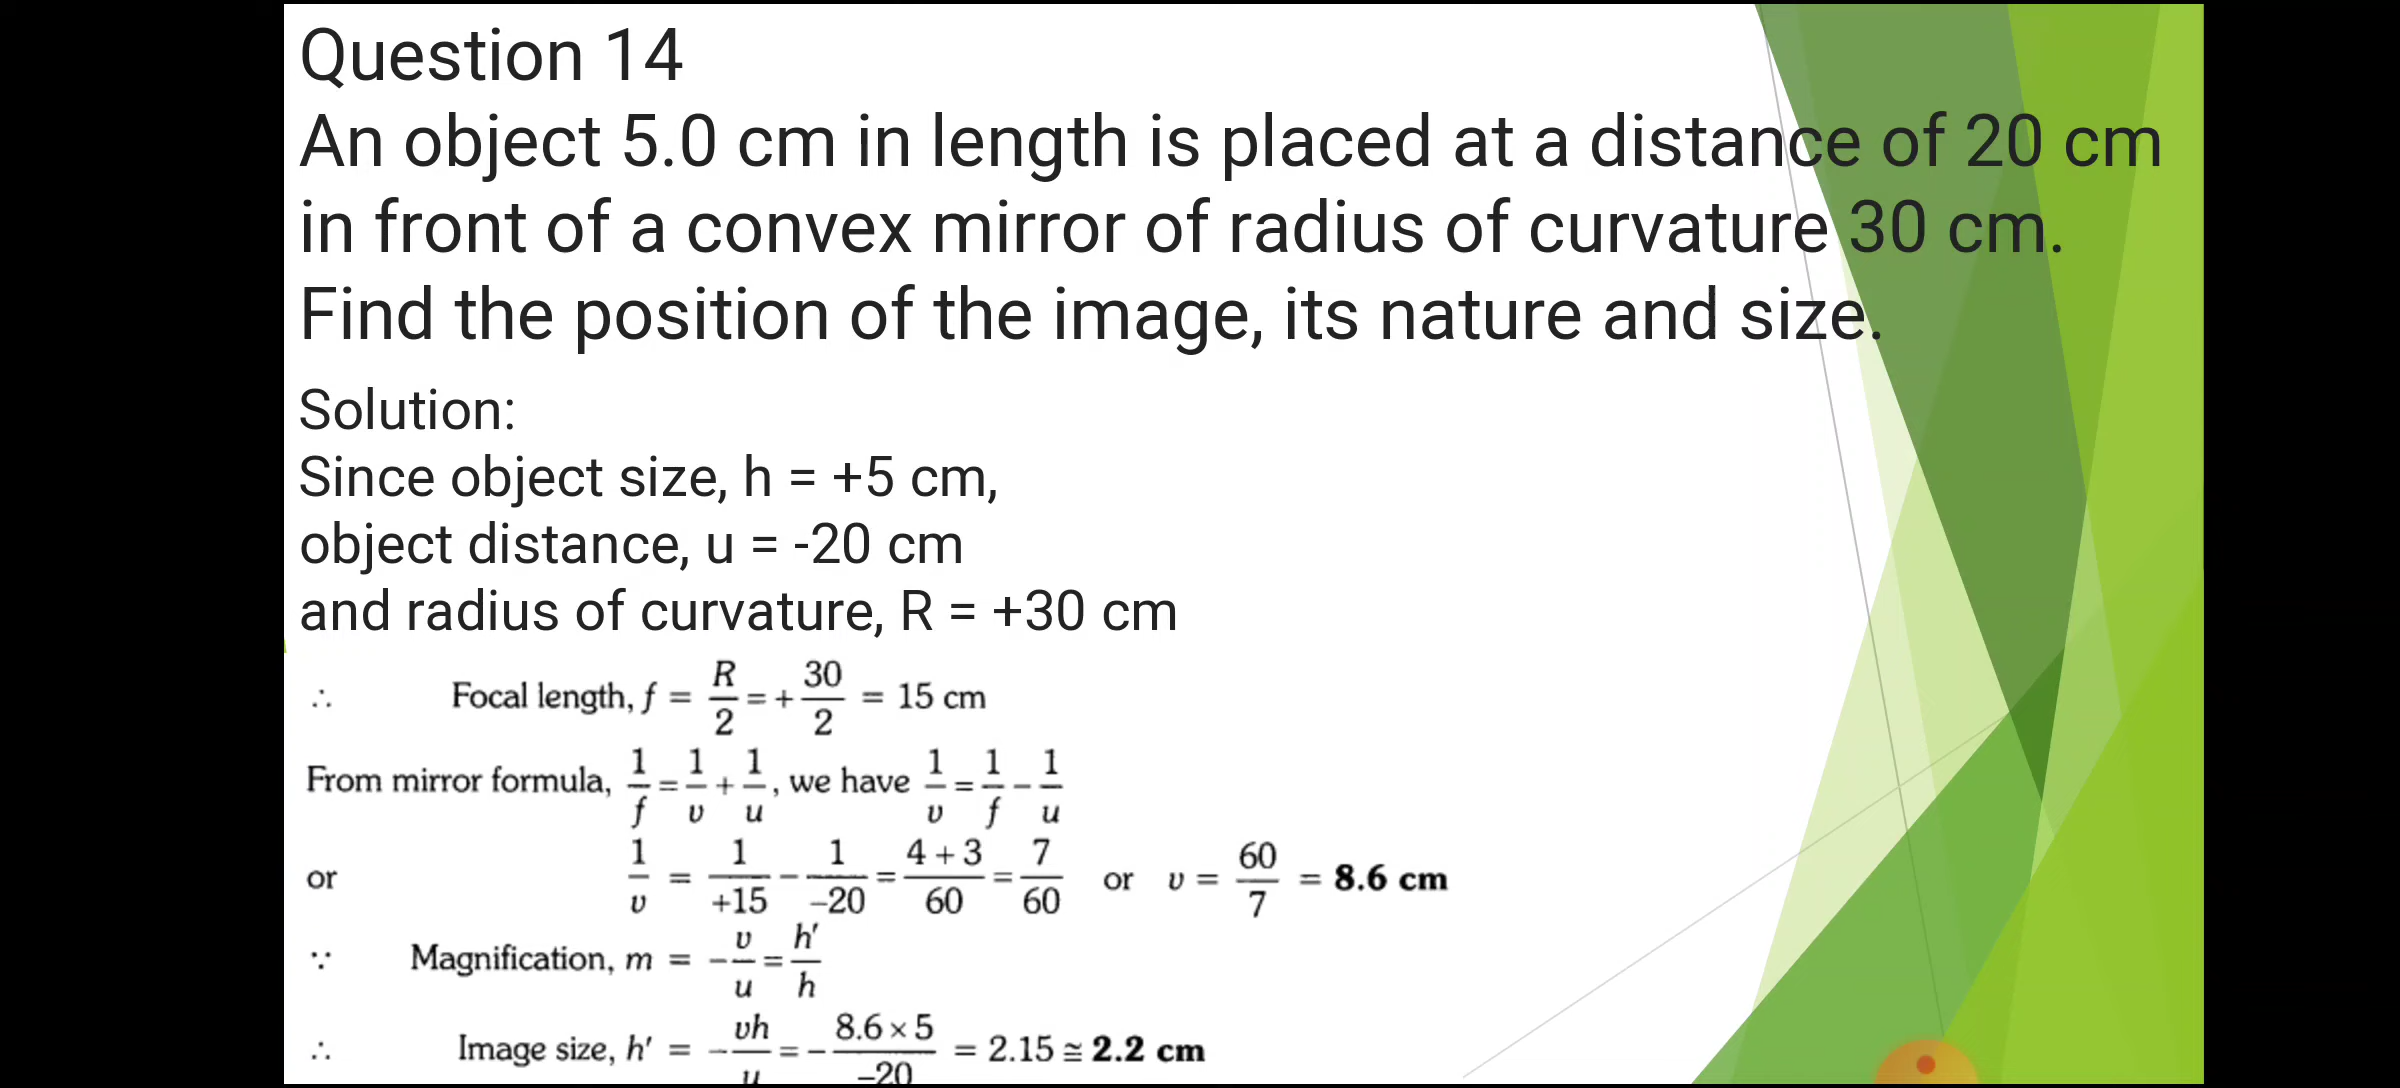 Question 14
An object 5.0 cm in length is placed at a distance of 20 cm
in front of a convex mirror of radius of curvature 30 cm.
Find the position of the image, its nature and size.
Solution:
Since object size, h = +5 cm,
object distance, u = -20 cm
and radius of curvature, R = +30 cm
∴ Focal length, f = R/2 = + 30/2 = 15 cm
From mirror formula, 1/f = 1/υ + 1/u, we have 1/υ = 1/f − 1/u
or 1/υ = 1/+15 − 1/−20 = 4 + 3/60 = 7/60 or υ = 60/7 = 8.6 cm
∵ Magnification, m = −υ/u = h′/h
∴ Image size, h′ = −υh/u = − 8.6 × 5/−20 = 2.15 ≅ 2.2 cm